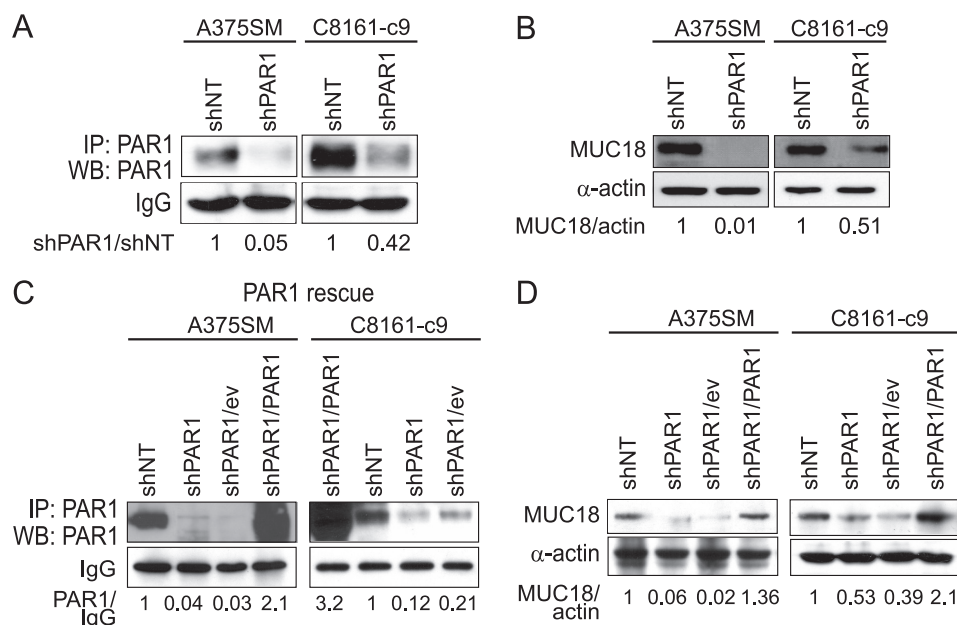 A
A375SM C8161-c9
shNT shPAR1 shNT shPAR1
IP: PAR1
WB: PAR1
IgG
shPAR1/shNT 1 0.05 1 0.42
B
A375SM C8161-c9
shNT shPAR1 shNT shPAR1
MUC18
α-actin
MUC18/actin 1 0.01 1 0.51
C
PAR1 rescue
A375SM C8161-c9
shNT shPAR1 shPAR1/ev shPAR1/PAR1 shPAR1/PAR1 shNT shPAR1 shPAR1/ev
IP: PAR1
WB: PAR1
IgG
PAR1/
IgG 1 0.04 0.03 2.1 3.2 1 0.12 0.21
D
A375SM C8161-c9
shNT shPAR1 shPAR1/ev shPAR1/PAR1 shNT shPAR1 shPAR1/ev shPAR1/PAR1
MUC18
α-actin
MUC18/
actin 1 0.06 0.02 1.36 1 0.53 0.39 2.1